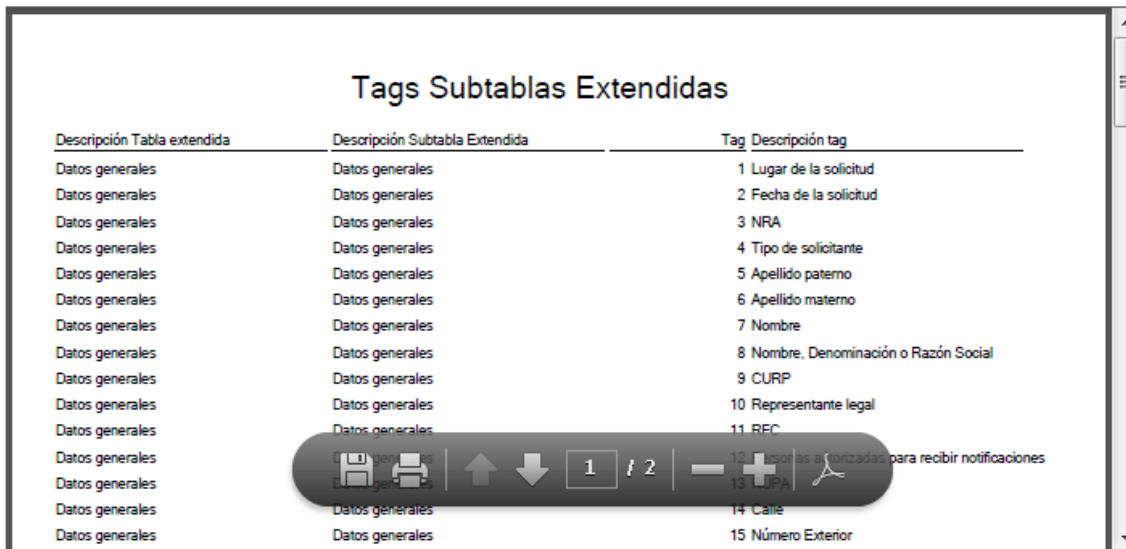 Tags Subtablas Extendidas
Descripción Tabla extendida Descripción Subtabla Extendida Tag Descripción tag
Datos generales Datos generales 1 Lugar de la solicitud
Datos generales Datos generales 2 Fecha de la solicitud
Datos generales Datos generales 3 NRA
Datos generales Datos generales 4 Tipo de solicitante
Datos generales Datos generales 5 Apellido paterno
Datos generales Datos generales 6 Apellido materno
Datos generales Datos generales 7 Nombre
Datos generales Datos generales 8 Nombre, Denominación o Razón Social
Datos generales Datos generales 9 CURP
Datos generales Datos generales 10 Representante legal
Datos generales Datos generales 11 RFC
Datos generales 12 Personas autorizadas para recibir notificaciones
1 / 2
Datos generales 13
Datos generales Datos generales 14 Calle
Datos generales Datos generales 15 Número Exterior